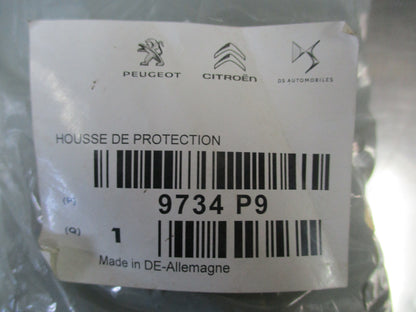 PEUGEOT CITROËN DS AUTOMOBILES
HOUSSE DE PROTECTION
(P) 9734 P9
(Q) 1
Made in DE-Allemagne